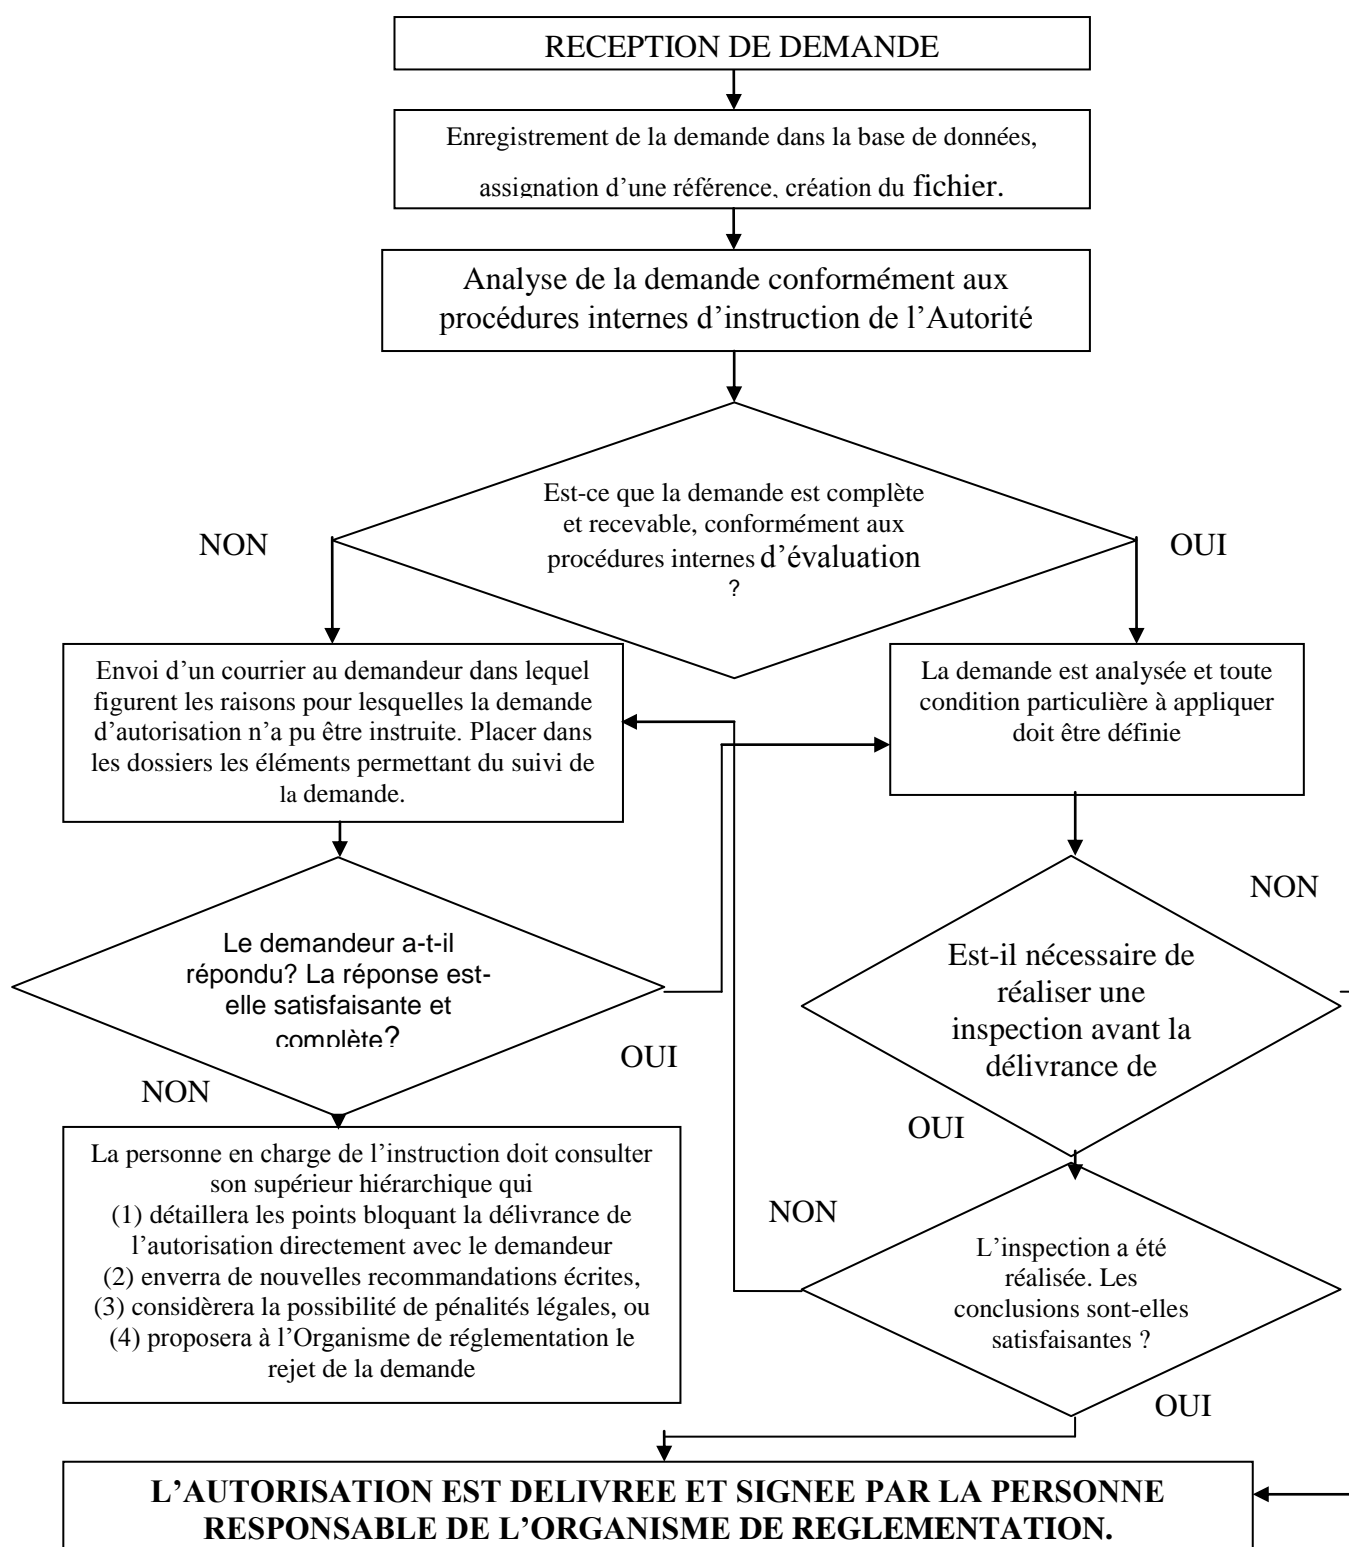 RECEPTION DE DEMANDE
Enregistrement de la demande dans la base de données,
assignation d’une référence, création du fichier.
Analyse de la demande conformément aux
procédures internes d’instruction de l’Autorité
Est-ce que la demande est complète
et recevable, conformément aux
procédures internes d’évaluation
?
NON
OUI
Envoi d’un courrier au demandeur dans lequel
figurent les raisons pour lesquelles la demande
d’autorisation n’a pu être instruite. Placer dans
les dossiers les éléments permettant du suivi de
la demande.
La demande est analysée et toute
condition particulière à appliquer
doit être définie
NON
Le demandeur a-t-il
répondu? La réponse est-
elle satisfaisante et
complète?
OUI
NON
Est-il nécessaire de
réaliser une
inspection avant la
délivrance de
OUI
La personne en charge de l’instruction doit consulter
son supérieur hiérarchique qui
(1) détaillera les points bloquant la délivrance de
l’autorisation directement avec le demandeur
(2) enverra de nouvelles recommandations écrites,
(3) considèrera la possibilité de pénalités légales, ou
(4) proposera à l’Organisme de réglementation le
rejet de la demande
NON
L’inspection a été
réalisée. Les
conclusions sont-elles
satisfaisantes ?
OUI
L’AUTORISATION EST DELIVREE ET SIGNEE PAR LA PERSONNE
RESPONSABLE DE L’ORGANISME DE REGLEMENTATION.